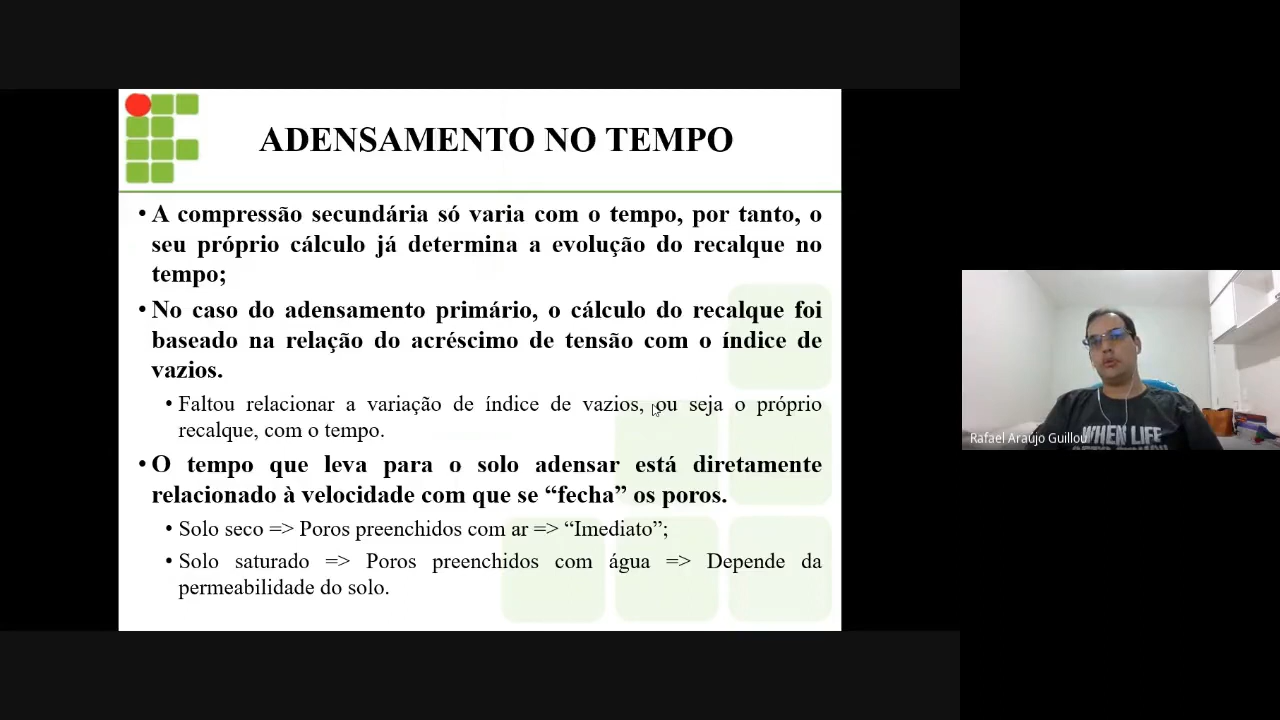 ADENSAMENTO NO TEMPO
• A compressão secundária só varia com o tempo, por tanto, o
seu próprio cálculo já determina a evolução do recalque no
tempo;
• No caso do adensamento primário, o cálculo do recalque foi
baseado na relação do acréscimo de tensão com o índice de
vazios.
• Faltou relacionar a variação de índice de vazios, ou seja o próprio
recalque, com o tempo.
• O tempo que leva para o solo adensar está diretamente
relacionado à velocidade com que se “fecha” os poros.
• Solo seco => Poros preenchidos com ar => “Imediato”;
• Solo saturado => Poros preenchidos com água => Depende da
permeabilidade do solo.
Rafael Araújo Guillou
WHEN LIFE